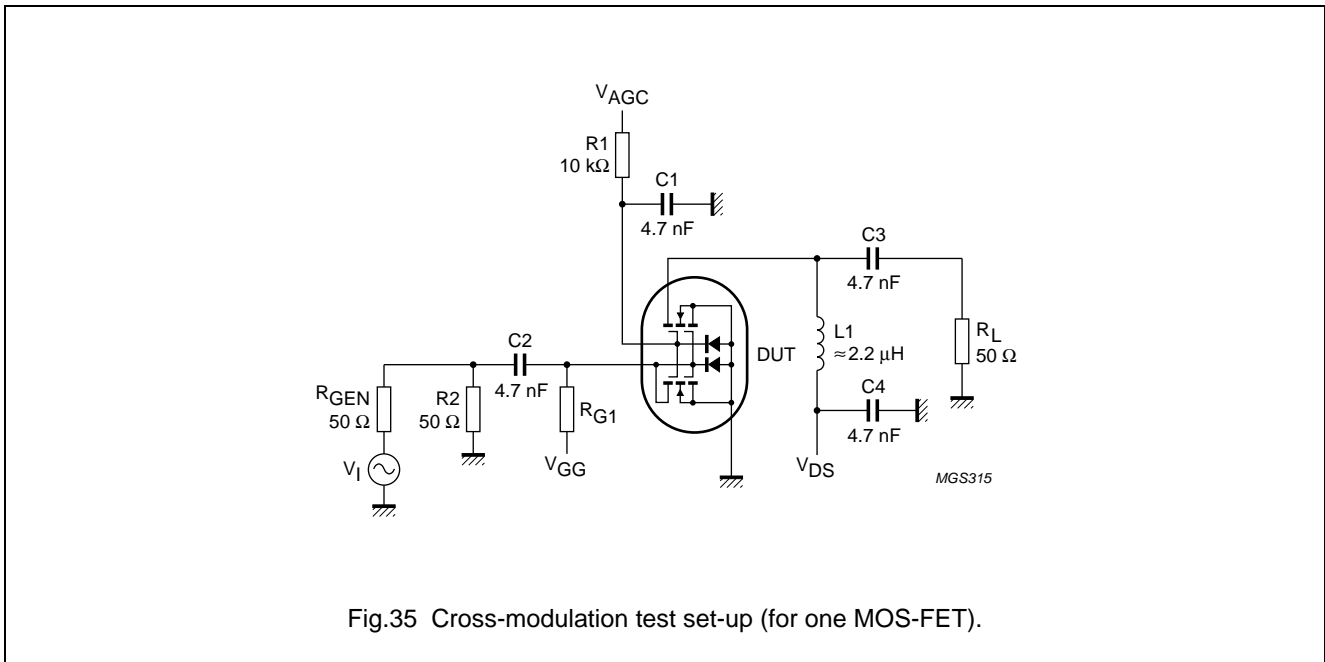 VAGC
R1
10 kΩ
C1
4.7 nF
C3
4.7 nF
C2
4.7 nF
DUT
L1
≈2.2 μH
RL
50 Ω
RGEN
50 Ω
R2
50 Ω
RG1
C4
4.7 nF
VI
VGG
VDS
MGS315
Fig.35 Cross-modulation test set-up (for one MOS-FET).